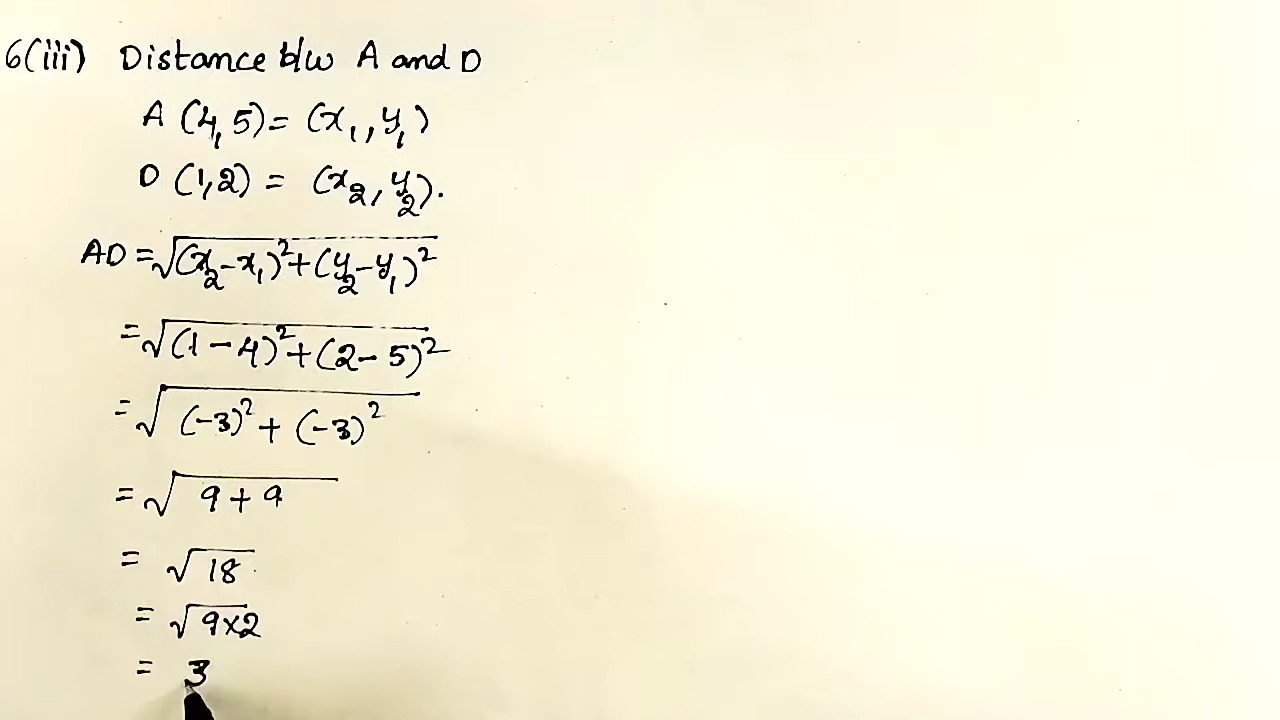 6(iii) Distance b/w A and D
A (4,5) = (x₁, y₁)
D (1,2) = (x₂, y₂).
AD = √(x₂-x₁)²+(y₂-y₁)²
= √(1-4)²+(2-5)²
= √(-3)²+(-3)²
= √9+9
= √18
= √9×2
= 3